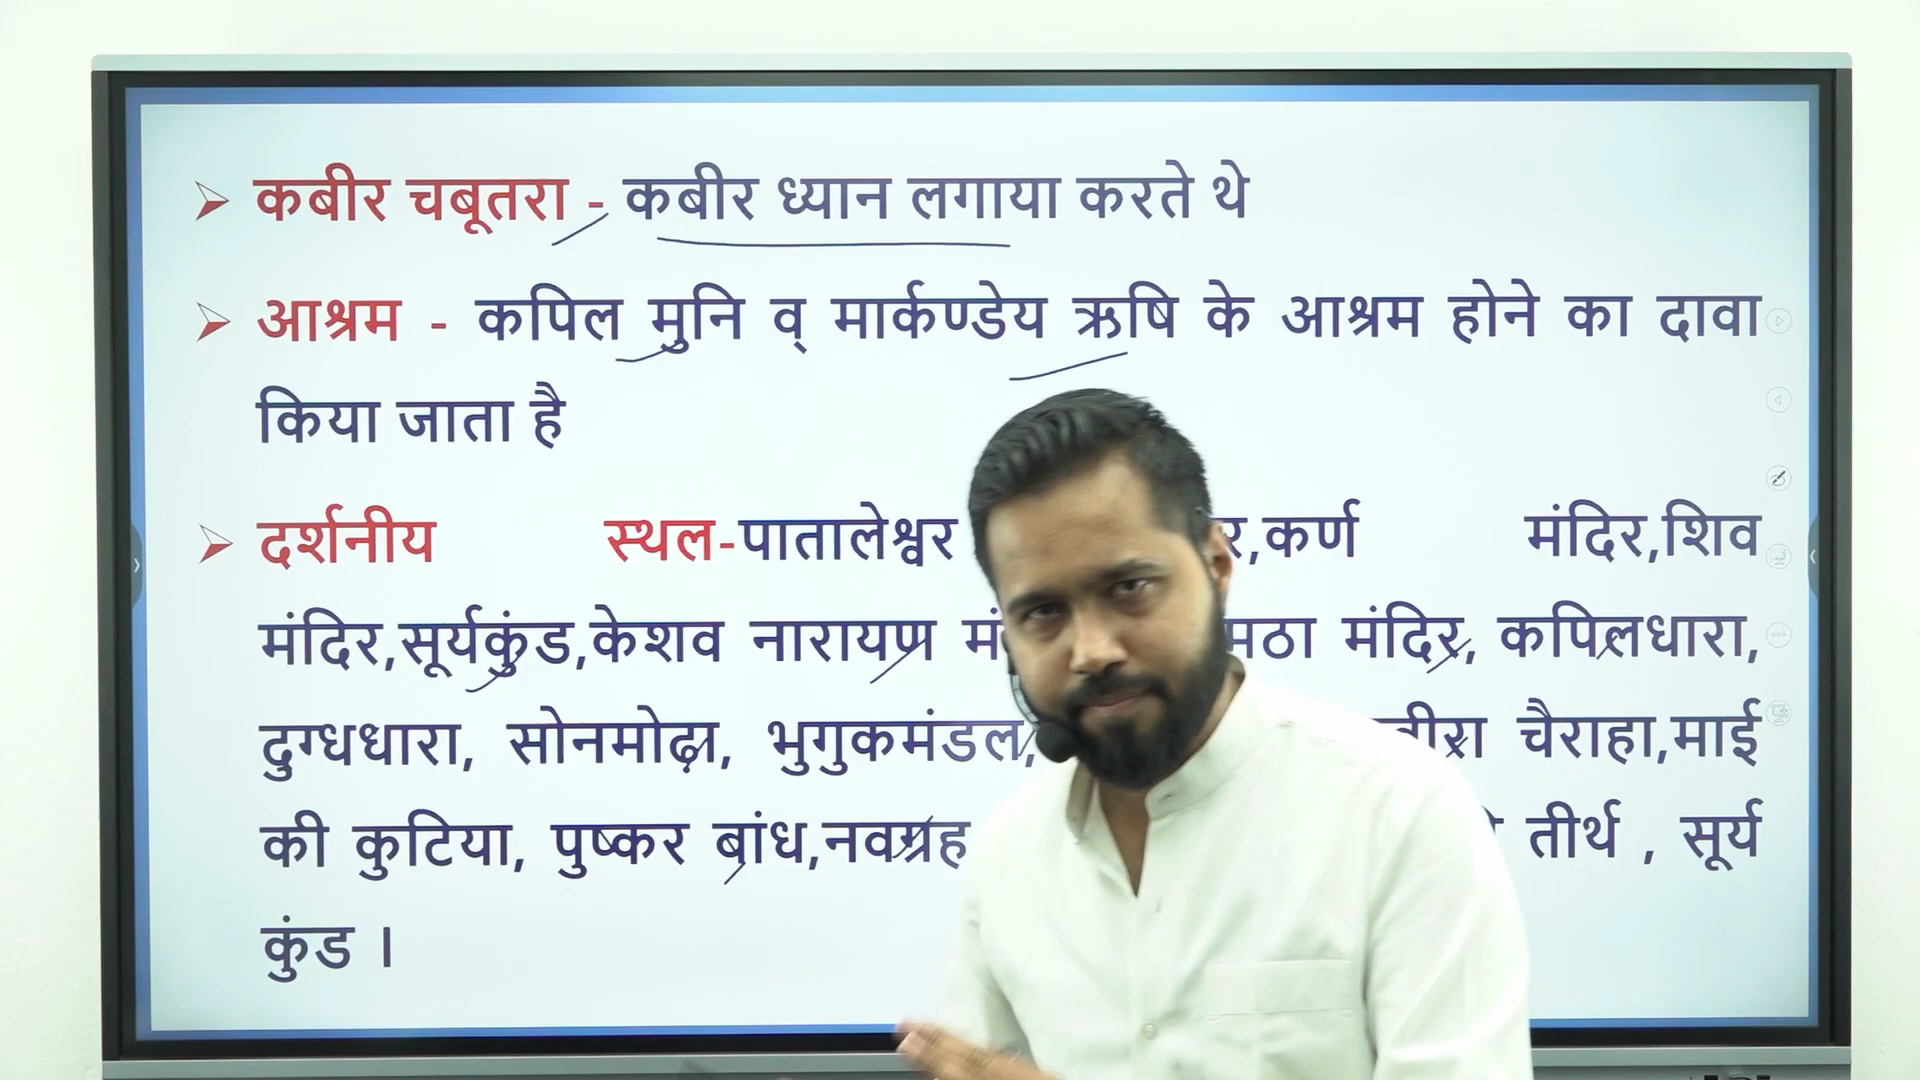 कबीर चबूतरा - कबीर ध्यान लगाया करते थे
आश्रम - कपिल मुनि व् मार्कण्डेय ऋषि के आश्रम होने का दावा
किया जाता है
दर्शनीय स्थल-पातालेश्वर कर्ण मंदिर,शिव
मंदिर,सूर्यकुंड,केशव नारायण मठा मंदिर, कपिलधारा,
दुग्धधारा, सोनमोढ़ा, भुगुकमंडल, चैराहा,माई
की कुटिया, पुष्कर बांध,नवग्रह तीर्थ , सूर्य
कुंड ।